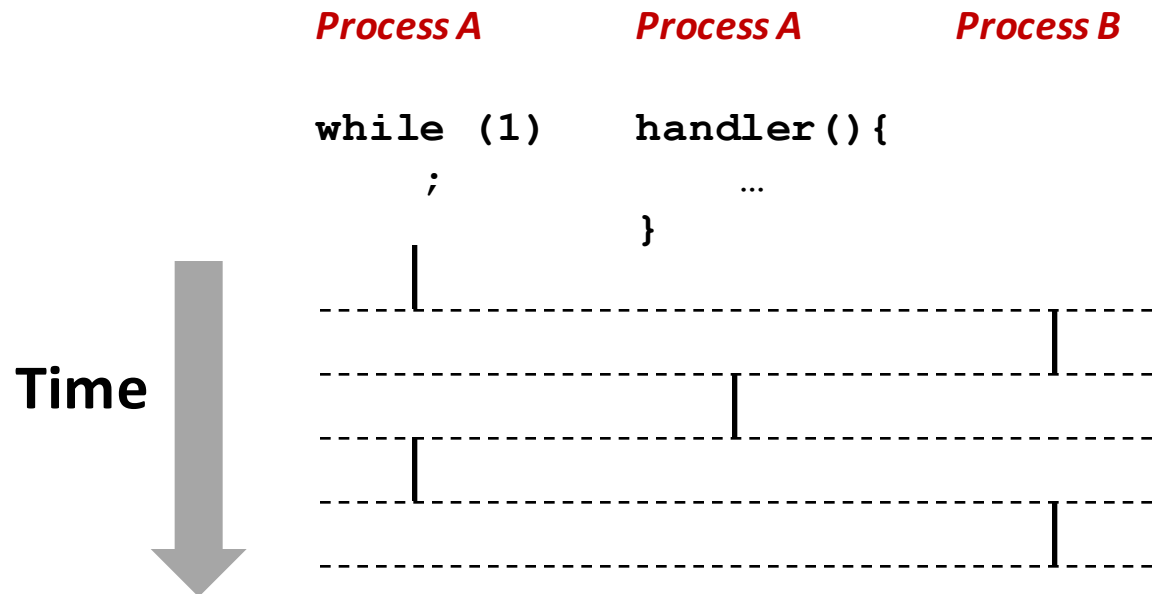 Process A Process A Process B
while (1) handler(){
; …
}
Time